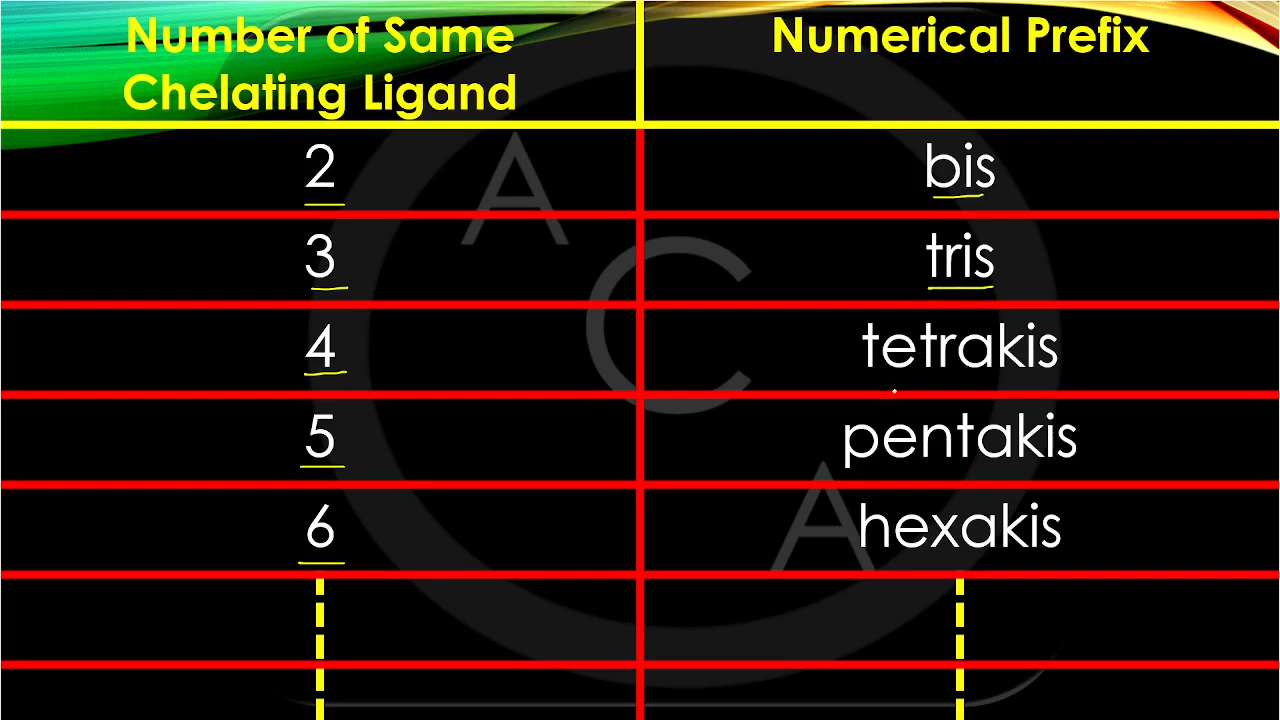 Number of Same
Chelating Ligand
Numerical Prefix
2
bis
3
tris
4
tetrakis
5
pentakis
6
hexakis
A
C
A